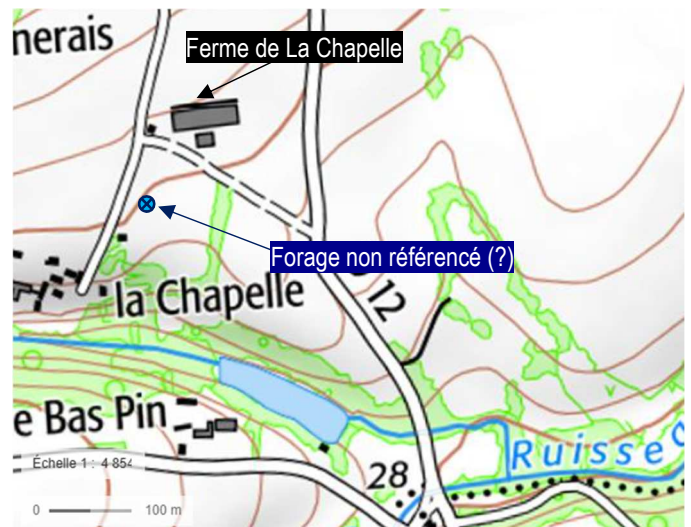 nerais
Ferme de La Chapelle
Forage non référencé (?)
la Chapelle
12
e Bas Pin
Ruisse
Échelle 1 : 4 854
28
0
100 m